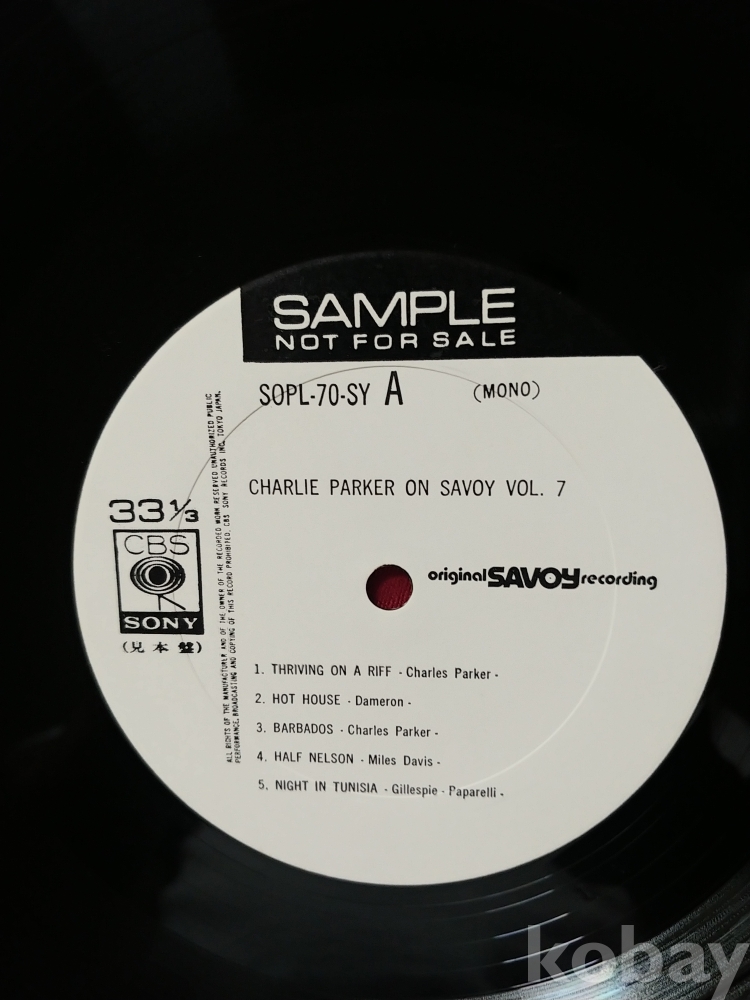 SAMPLE
NOT FOR SALE
SOPL-70-SY A (MONO)
CHARLIE PARKER ON SAVOY VOL. 7
33⅓
CBS
SONY
(見本盤)
ALL RIGHTS OF THE MANUFACTURER AND OF THE OWNER OF THE RECORDED WORK RESERVED UNAUTHORIZED PUBLIC
PERFORMANCE, BROADCASTING AND COPYING OF THIS RECORD PROHIBITED. CBS SONY RECORDS INC. TOKYO JAPAN.
original SAVOY recording
1. THRIVING ON A RIFF - Charles Parker -
2. HOT HOUSE - Dameron -
3. BARBADOS - Charles Parker -
4. HALF NELSON - Miles Davis -
5. NIGHT IN TUNISIA - Gillespie - Paparelli -
kobay